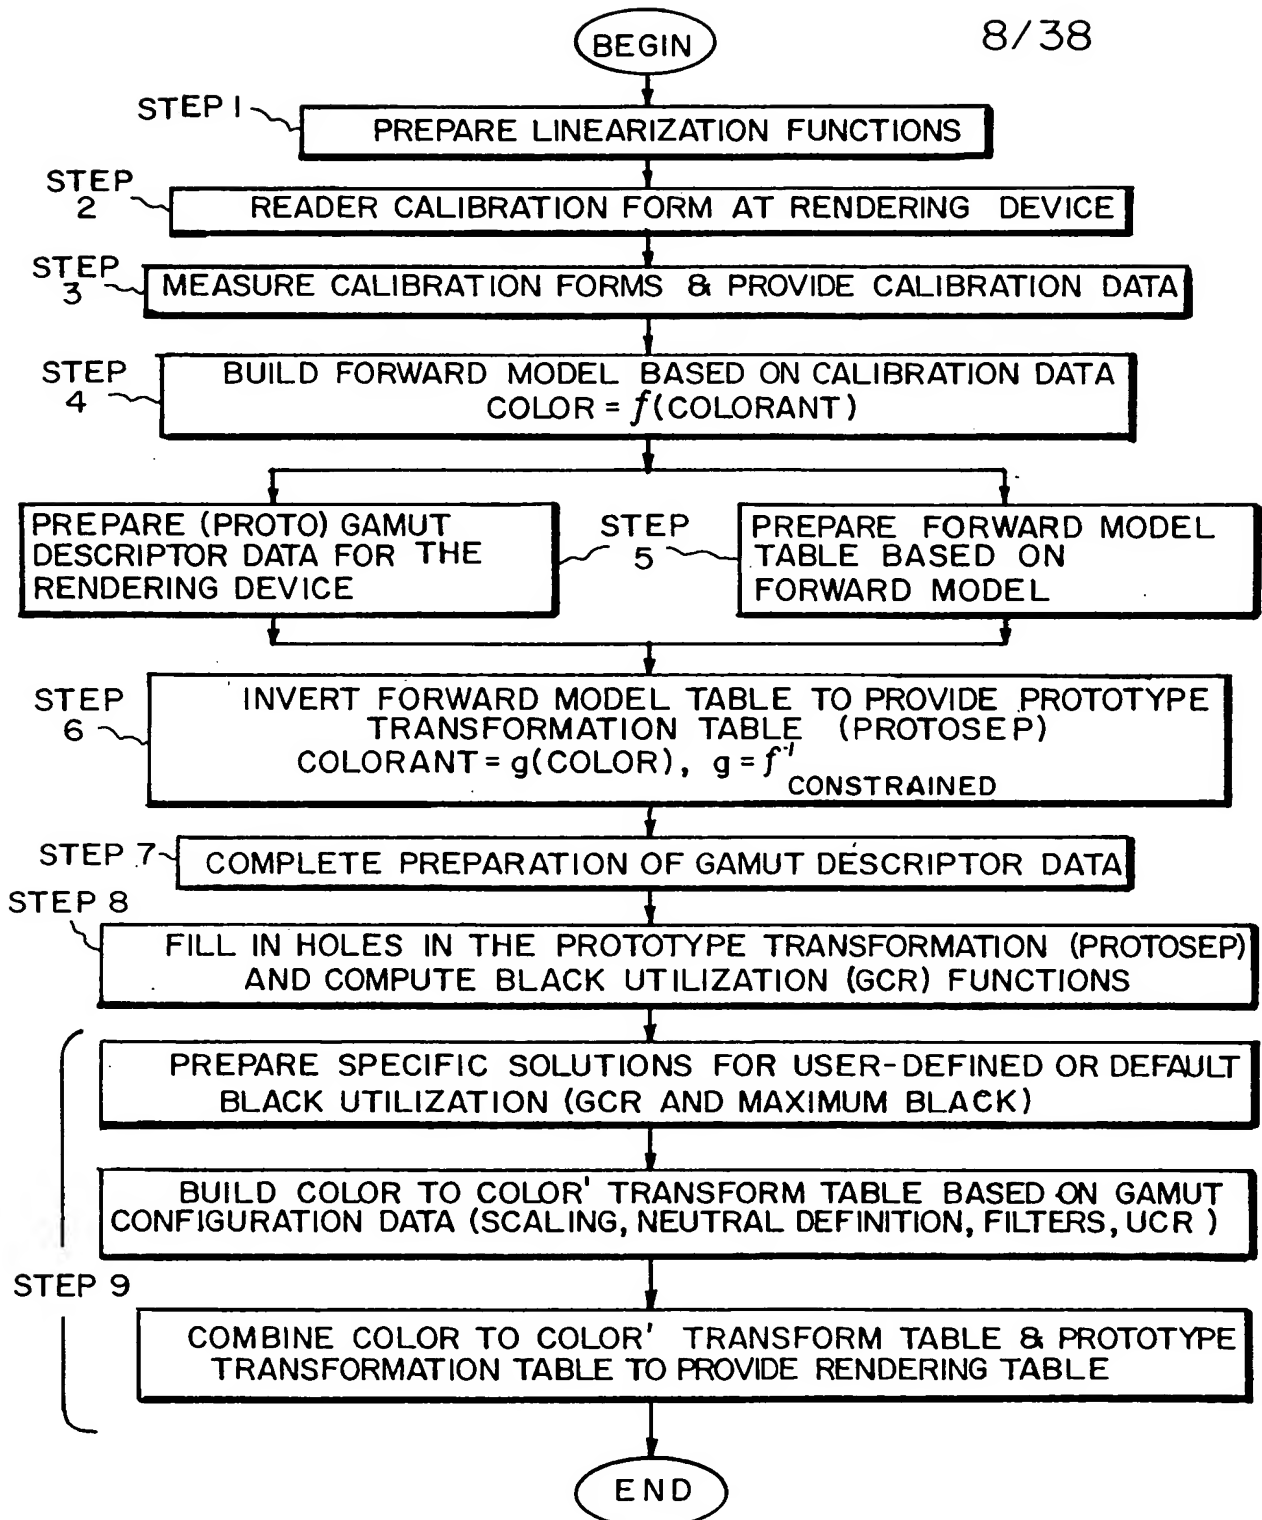 8/38
BEGIN
STEP 1
PREPARE LINEARIZATION FUNCTIONS
STEP
2
READER CALIBRATION FORM AT RENDERING DEVICE
STEP
3
MEASURE CALIBRATION FORMS & PROVIDE CALIBRATION DATA
STEP
4
BUILD FORWARD MODEL BASED ON CALIBRATION DATA
COLOR = f(COLORANT)
PREPARE (PROTO) GAMUT
DESCRIPTOR DATA FOR THE
RENDERING DEVICE
STEP
5
PREPARE FORWARD MODEL
TABLE BASED ON
FORWARD MODEL
STEP
6
INVERT FORWARD MODEL TABLE TO PROVIDE PROTOTYPE
TRANSFORMATION TABLE (PROTOSEP)
COLORANT = g(COLOR), g = f⁻¹
CONSTRAINED
STEP 7
COMPLETE PREPARATION OF GAMUT DESCRIPTOR DATA
STEP 8
FILL IN HOLES IN THE PROTOTYPE TRANSFORMATION (PROTOSEP)
AND COMPUTE BLACK UTILIZATION (GCR) FUNCTIONS
PREPARE SPECIFIC SOLUTIONS FOR USER-DEFINED OR DEFAULT
BLACK UTILIZATION (GCR AND MAXIMUM BLACK)
BUILD COLOR TO COLOR' TRANSFORM TABLE BASED ON GAMUT
CONFIGURATION DATA (SCALING, NEUTRAL DEFINITION, FILTERS, UCR )
STEP 9
COMBINE COLOR TO COLOR' TRANSFORM TABLE & PROTOTYPE
TRANSFORMATION TABLE TO PROVIDE RENDERING TABLE
END